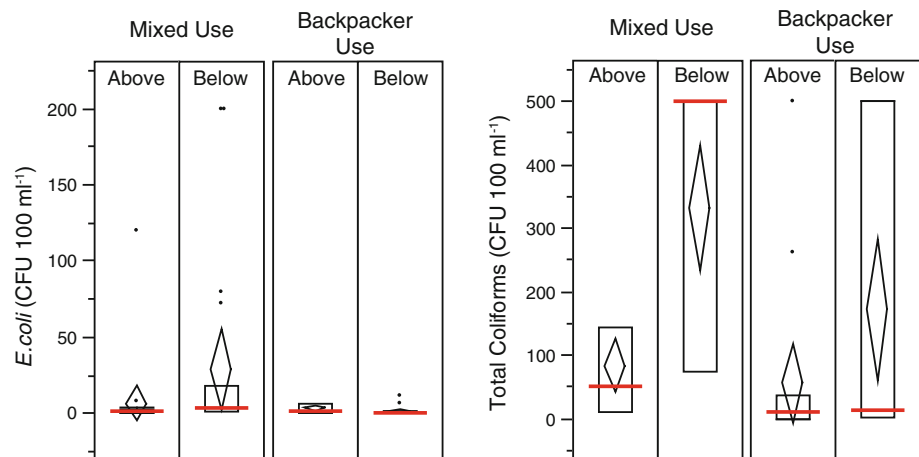 Mixed Use
Backpacker
Use
Above
Below
Above
Below
E.coli (CFU 100 ml⁻¹)
200
150
100
50
0
Mixed Use
Backpacker
Use
Above
Below
Above
Below
Total Coliforms (CFU 100 ml⁻¹)
500
400
300
200
100
0